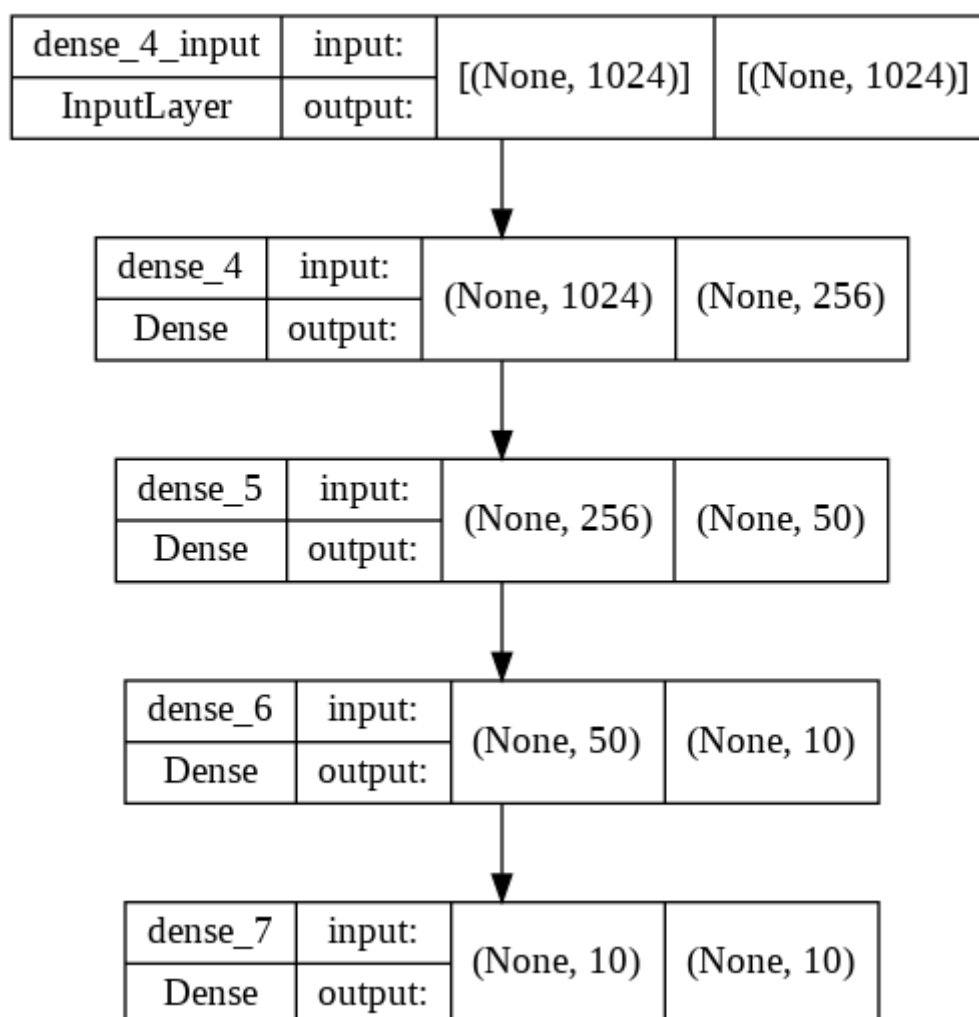 dense_4_input input: [(None, 1024)] [(None, 1024)]
InputLayer output:
dense_4 input: (None, 1024) (None, 256)
Dense output:
dense_5 input: (None, 256) (None, 50)
Dense output:
dense_6 input: (None, 50) (None, 10)
Dense output:
dense_7 input: (None, 10) (None, 10)
Dense output: